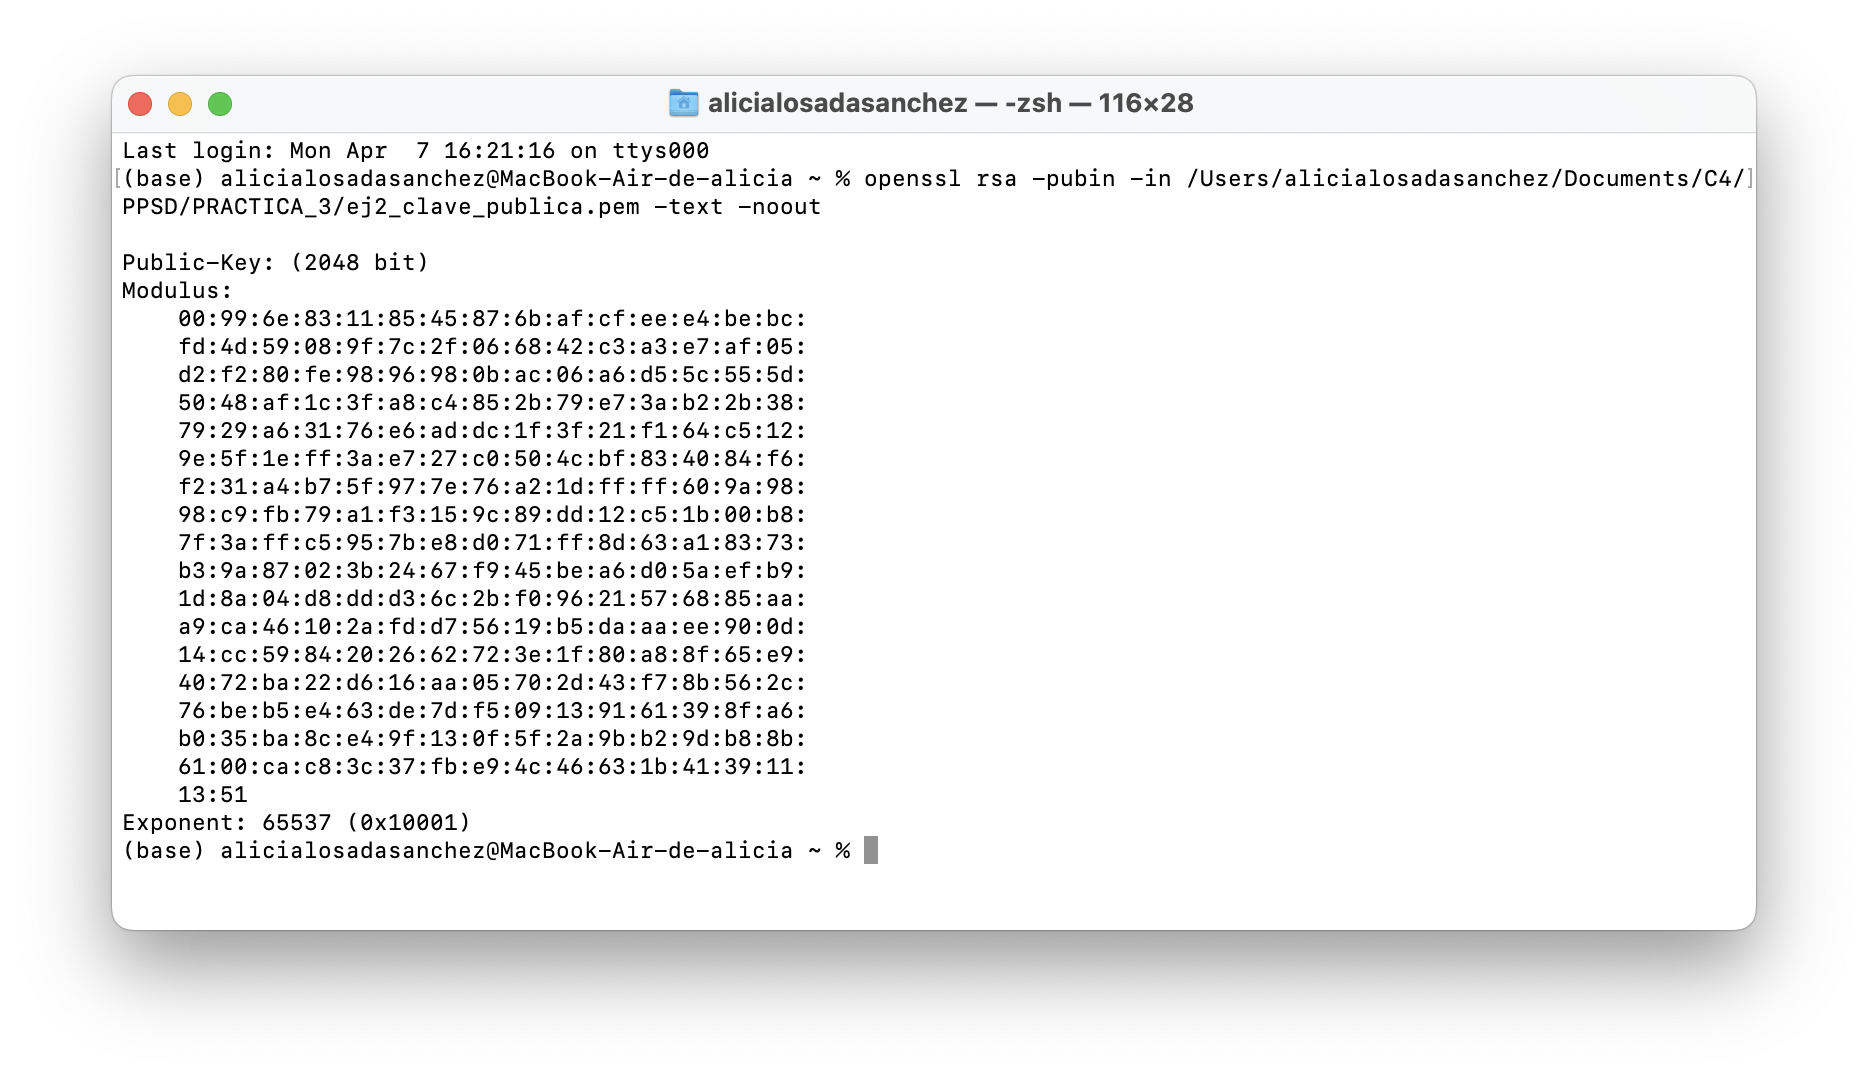 alicialosadasanchez — -zsh — 116×28
Last login: Mon Apr  7 16:21:16 on ttys000
[(base) alicialosadasanchez@MacBook-Air-de-alicia ~ % openssl rsa -pubin -in /Users/alicialosadasanchez/Documents/C4/]
PPSD/PRACTICA_3/ej2_clave_publica.pem -text -noout
Public-Key: (2048 bit)
Modulus:
00:99:6e:83:11:85:45:87:6b:af:cf:ee:e4:be:bc:
fd:4d:59:08:9f:7c:2f:06:68:42:c3:a3:e7:af:05:
d2:f2:80:fe:98:96:98:0b:ac:06:a6:d5:5c:55:5d:
50:48:af:1c:3f:a8:c4:85:2b:79:e7:3a:b2:2b:38:
79:29:a6:31:76:e6:ad:dc:1f:3f:21:f1:64:c5:12:
9e:5f:1e:ff:3a:e7:27:c0:50:4c:bf:83:40:84:f6:
f2:31:a4:b7:5f:97:7e:76:a2:1d:ff:ff:60:9a:98:
98:c9:fb:79:a1:f3:15:9c:89:dd:12:c5:1b:00:b8:
7f:3a:ff:c5:95:7b:e8:d0:71:ff:8d:63:a1:83:73:
b3:9a:87:02:3b:24:67:f9:45:be:a6:d0:5a:ef:b9:
1d:8a:04:d8:dd:d3:6c:2b:f0:96:21:57:68:85:aa:
a9:ca:46:10:2a:fd:d7:56:19:b5:da:aa:ee:90:0d:
14:cc:59:84:20:26:62:72:3e:1f:80:a8:8f:65:e9:
40:72:ba:22:d6:16:aa:05:70:2d:43:f7:8b:56:2c:
76:be:b5:e4:63:de:7d:f5:09:13:91:61:39:8f:a6:
b0:35:ba:8c:e4:9f:13:0f:5f:2a:9b:b2:9d:b8:8b:
61:00:ca:c8:3c:37:fb:e9:4c:46:63:1b:41:39:11:
13:51
Exponent: 65537 (0x10001)
(base) alicialosadasanchez@MacBook-Air-de-alicia ~ %